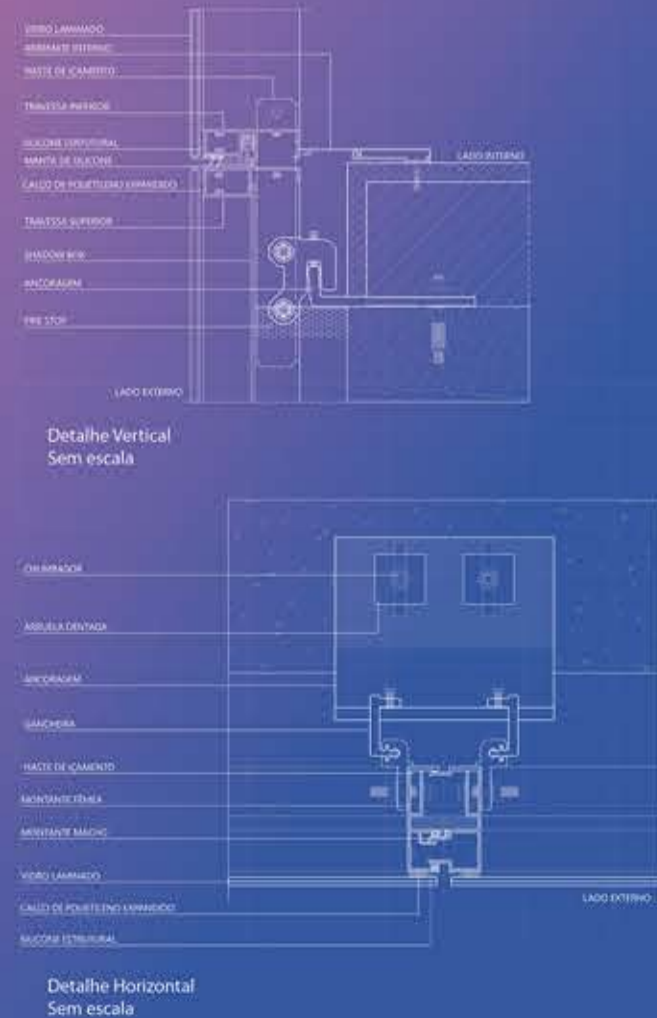 VIDRO LAMINADO
ARREMATE INTERNO
HASTE DE IÇAMENTO
TRAVESSA INFERIOR
SILICONE ESTRUTURAL
MANTA DE SILICONE
CALÇO DE POLIETILENO EXPANDIDO
TRAVESSA SUPERIOR
SHADOW BOX
ANCORAGEM
FIRE STOP
LADO INTERNO
LADO EXTERNO
Detalhe Vertical
Sem escala
CHUMBADOR
ARRUELA DENTADA
ANCORAGEM
GANCHEIRA
HASTE DE IÇAMENTO
MONTANTE FÊMEA
MONTANTE MACHO
VIDRO LAMINADO
CALÇO DE POLIETILENO EXPANDIDO
SILICONE ESTRUTURAL
LADO EXTERNO
Detalhe Horizontal
Sem escala